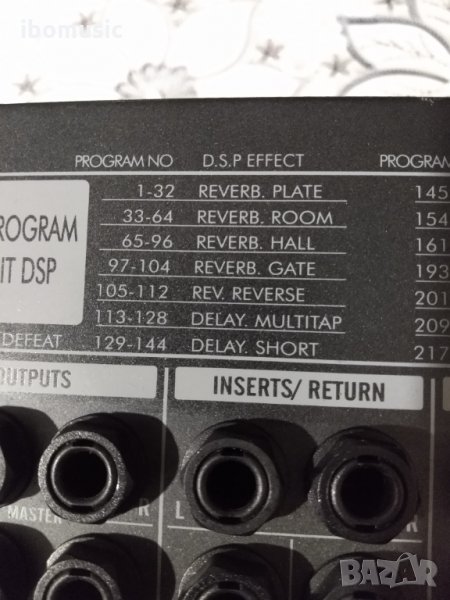 ibomusic
PROGRAM NO D.S.P EFFECT PROGRAM
1-32 REVERB. PLATE 145
33-64 REVERB. ROOM 154
65-96 REVERB. HALL 161
97-104 REVERB. GATE 193
105-112 REV. REVERSE 201
113-128 DELAY. MULTITAP 209
129-144 DELAY. SHORT 217
ROGRAM
IT DSP
DEFEAT
OUTPUTS
INSERTS/ RETURN
MASTER R L R
BAZAR